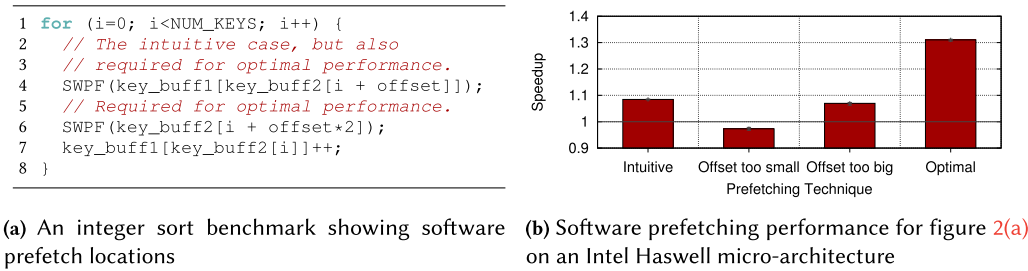 1 for (i=0; i<NUM_KEYS; i++) {
2 // The intuitive case, but also
3 // required for optimal performance.
4 SWPF(key_buff1[key_buff2[i + offset]]);
5 // Required for optimal performance.
6 SWPF(key_buff2[i + offset*2]);
7 key_buff1[key_buff2[i]]++;
8 }
(a) An integer sort benchmark showing software
prefetch locations
Speedup
1.4
1.3
1.2
1.1
1
0.9
Intuitive Offset too small Offset too big Optimal
Prefetching Technique
(b) Software prefetching performance for figure 2(a)
on an Intel Haswell micro-architecture